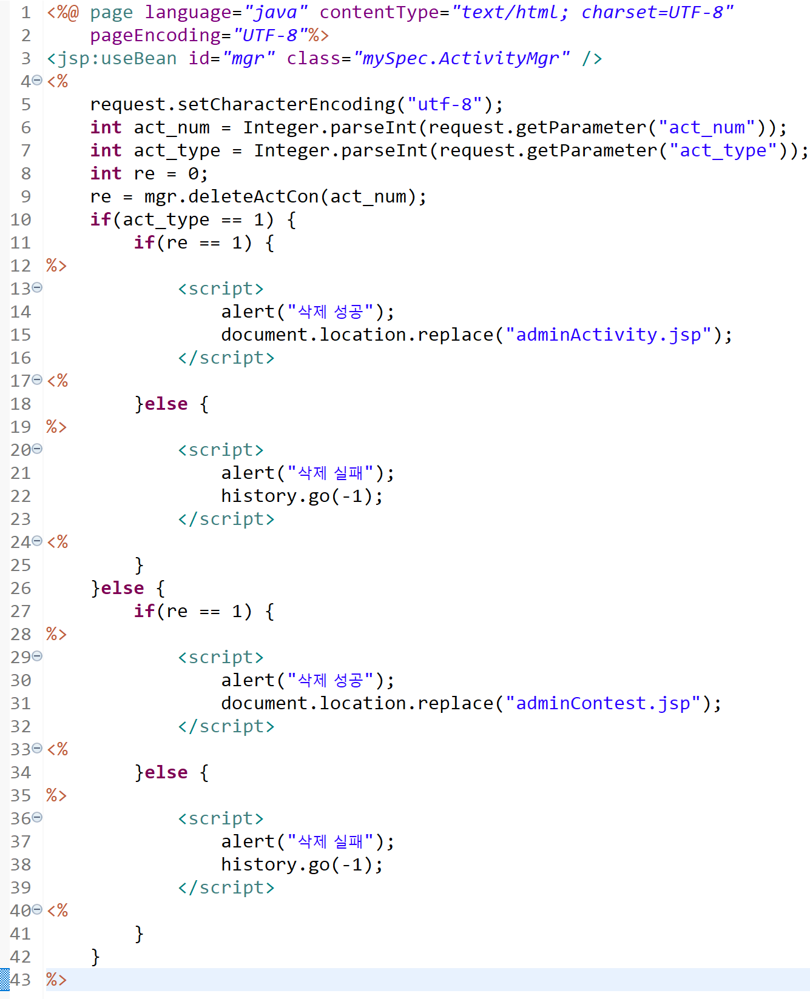 1 <%@ page language="java" contentType="text/html; charset=UTF-8"
2     pageEncoding="UTF-8"%>
3 <jsp:useBean id="mgr" class="mySpec.ActivityMgr" />
4 <%
5     request.setCharacterEncoding("utf-8");
6     int act_num = Integer.parseInt(request.getParameter("act_num"));
7     int act_type = Integer.parseInt(request.getParameter("act_type"));
8     int re = 0;
9     re = mgr.deleteActCon(act_num);
10     if(act_type == 1) {
11         if(re == 1) {
12 %>
13             <script>
14                 alert("삭제 성공");
15                 document.location.replace("adminActivity.jsp");
16             </script>
17 <%
18         }else {
19 %>
20             <script>
21                 alert("삭제 실패");
22                 history.go(-1);
23             </script>
24 <%
25         }
26     }else {
27         if(re == 1) {
28 %>
29             <script>
30                 alert("삭제 성공");
31                 document.location.replace("adminContest.jsp");
32             </script>
33 <%
34         }else {
35 %>
36             <script>
37                 alert("삭제 실패");
38                 history.go(-1);
39             </script>
40 <%
41         }
42     }
43 %>